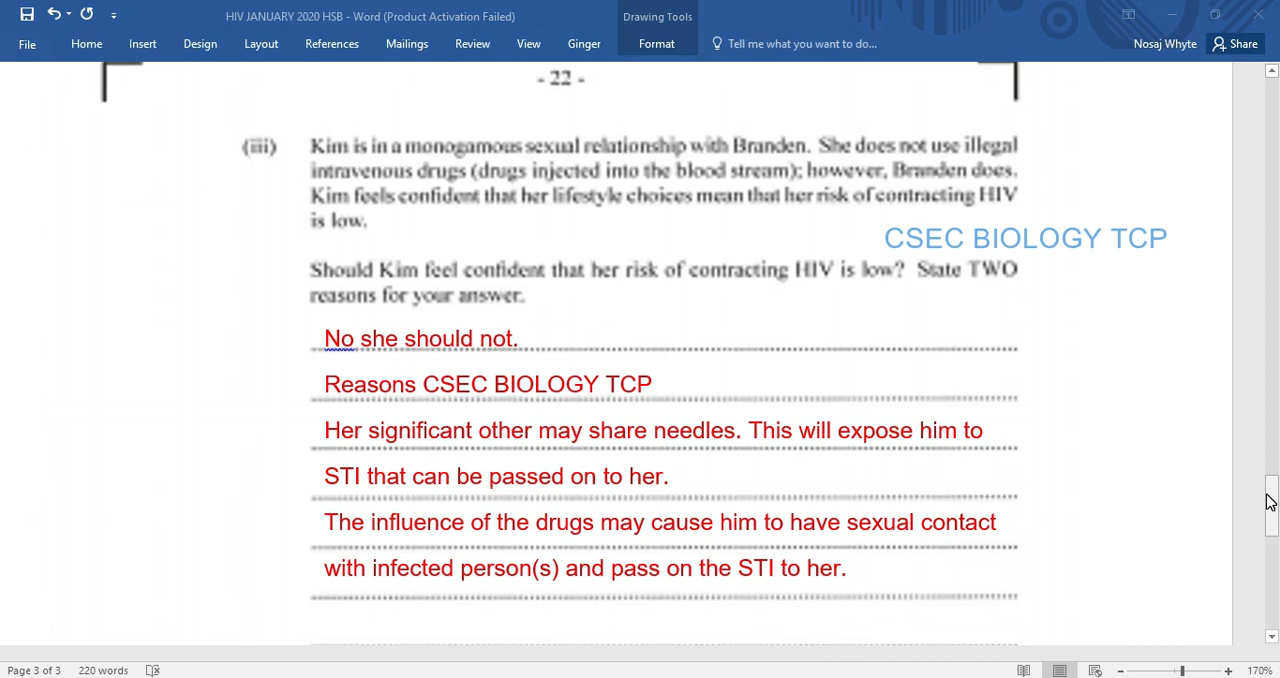 HIV JANUARY 2020 HSB - Word (Product Activation Failed)
Drawing Tools
File Home Insert Design Layout References Mailings Review View Ginger Format Tell me what you want to do... Nosaj Whyte Share
- 22 -
(iii) Kim is in a monogamous sexual relationship with Branden. She does not use illegal
intravenous drugs (drugs injected into the blood stream); however, Branden does.
Kim feels confident that her lifestyle choices mean that her risk of contracting HIV
is low.
CSEC BIOLOGY TCP
Should Kim feel confident that her risk of contracting HIV is low? State TWO
reasons for your answer.
No she should not.
Reasons CSEC BIOLOGY TCP
Her significant other may share needles. This will expose him to
STI that can be passed on to her.
The influence of the drugs may cause him to have sexual contact
with infected person(s) and pass on the STI to her.
Page 3 of 3 220 words 170%